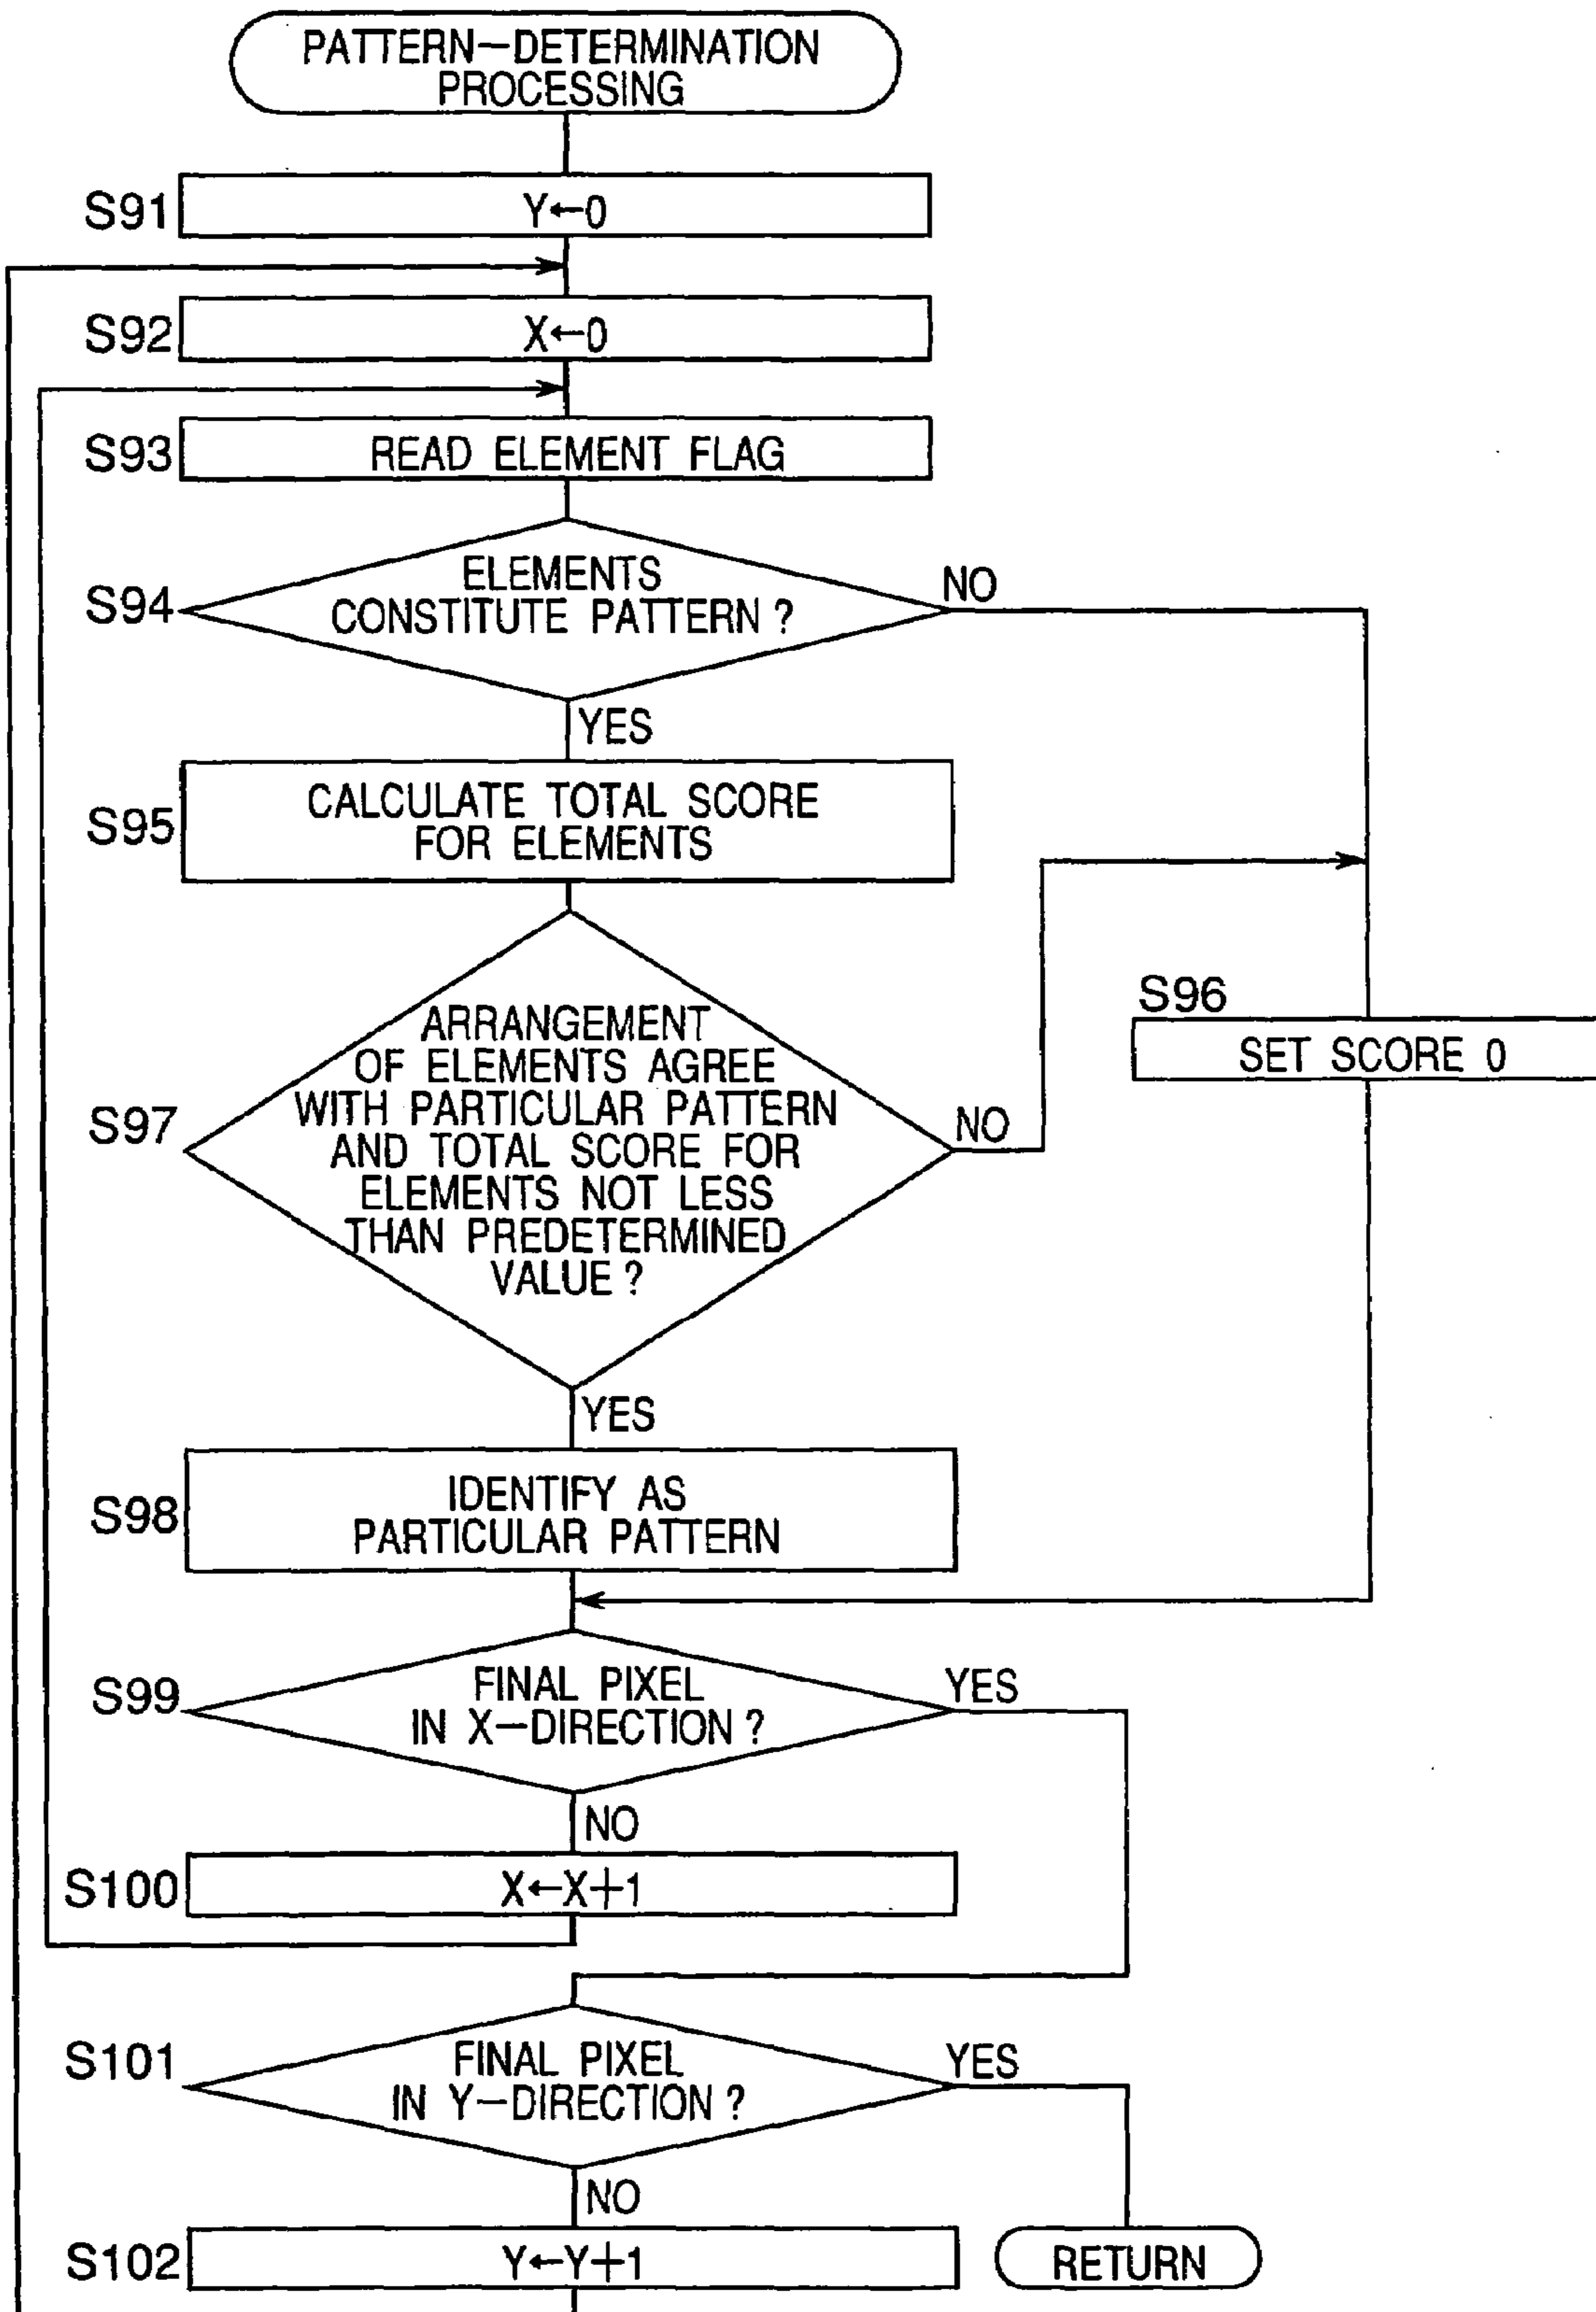 PATTERN-DETERMINATION
PROCESSING
S91
Y←0
S92
X←0
S93
READ ELEMENT FLAG
S94
ELEMENTS
CONSTITUTE PATTERN?
NO
YES
S95
CALCULATE TOTAL SCORE
FOR ELEMENTS
S96
SET SCORE 0
S97
ARRANGEMENT
OF ELEMENTS AGREE
WITH PARTICULAR PATTERN
AND TOTAL SCORE FOR
ELEMENTS NOT LESS
THAN PREDETERMINED
VALUE?
NO
YES
S98
IDENTIFY AS
PARTICULAR PATTERN
S99
FINAL PIXEL
IN X-DIRECTION?
YES
NO
S100
X←X+1
S101
FINAL PIXEL
IN Y-DIRECTION?
YES
NO
S102
Y←Y+1
RETURN